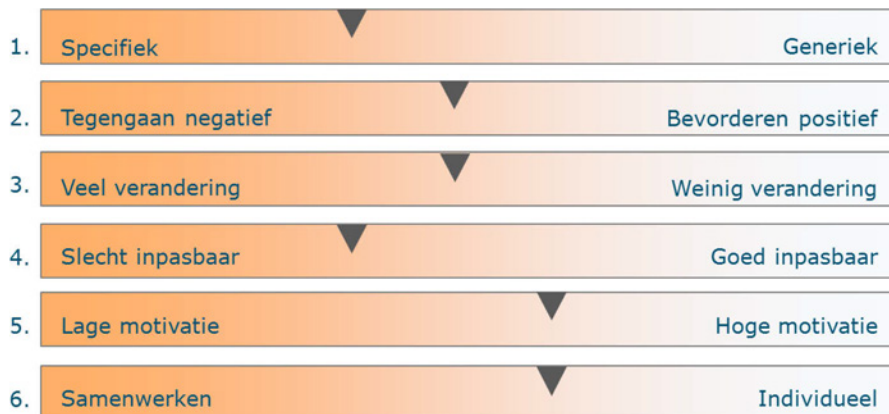 1. Specifiek Generiek
2. Tegengaan negatief Bevorderen positief
3. Veel verandering Weinig verandering
4. Slecht inpasbaar Goed inpasbaar
5. Lage motivatie Hoge motivatie
6. Samenwerken Individueel